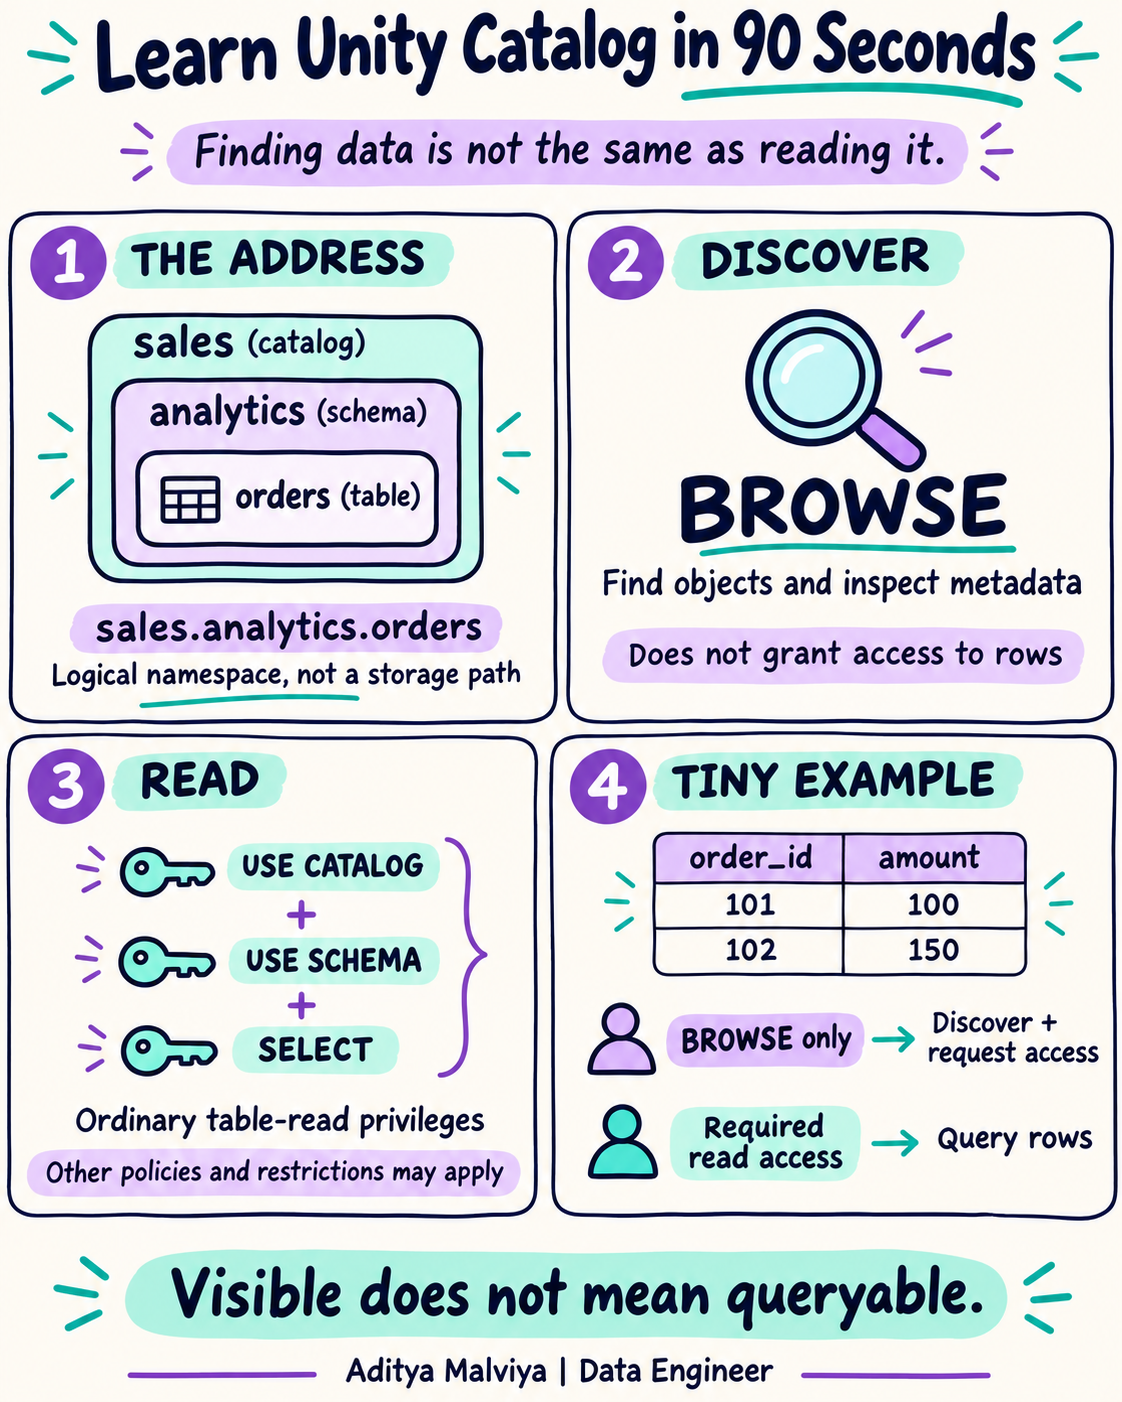 Learn Unity Catalog in 90 Seconds
Finding data is not the same as reading it.
1 THE ADDRESS
sales (catalog)
analytics (schema)
orders (table)
sales.analytics.orders
Logical namespace, not a storage path
2 DISCOVER
BROWSE
Find objects and inspect metadata
Does not grant access to rows
3 READ
USE CATALOG
+
USE SCHEMA
+
SELECT
Ordinary table-read privileges
Other policies and restrictions may apply
4 TINY EXAMPLE
order_id amount
101 100
102 150
BROWSE only → Discover +
request access
Required
read access → Query rows
Visible does not mean queryable.
Aditya Malviya | Data Engineer